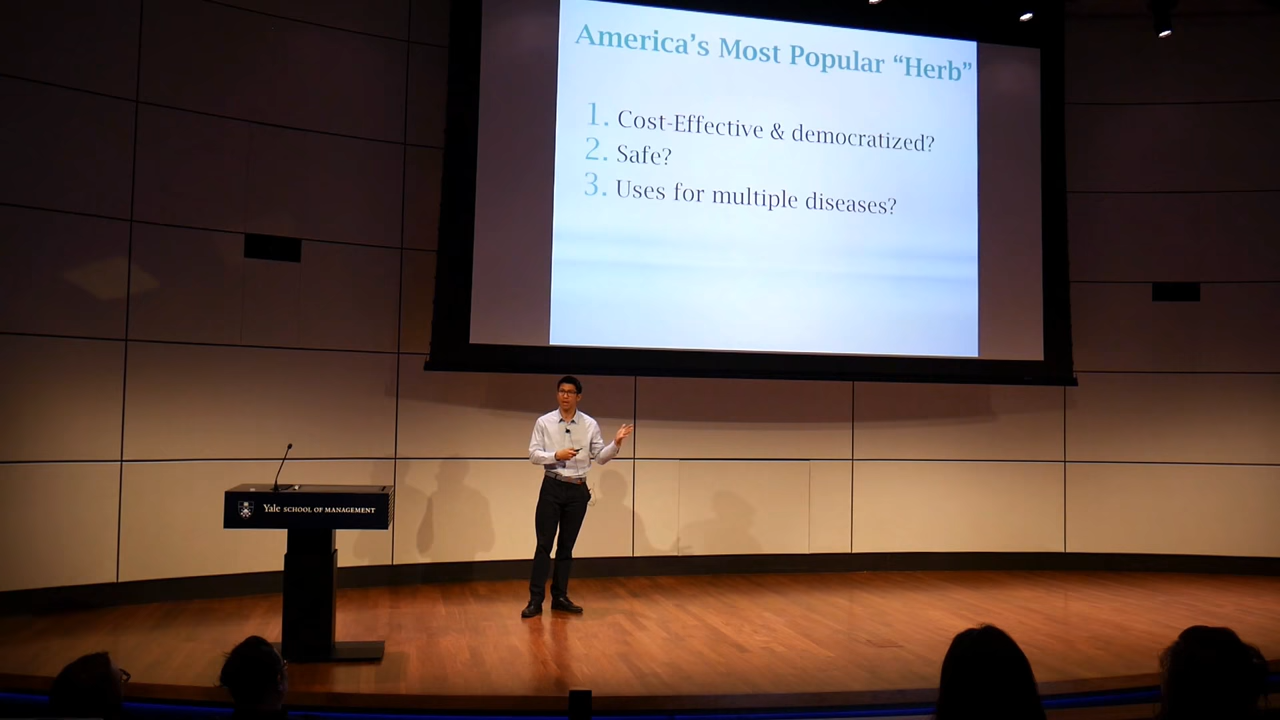 America's Most Popular “Herb”
1. Cost-Effective & democratized?
2. Safe?
3. Uses for multiple diseases?
Yale SCHOOL OF MANAGEMENT